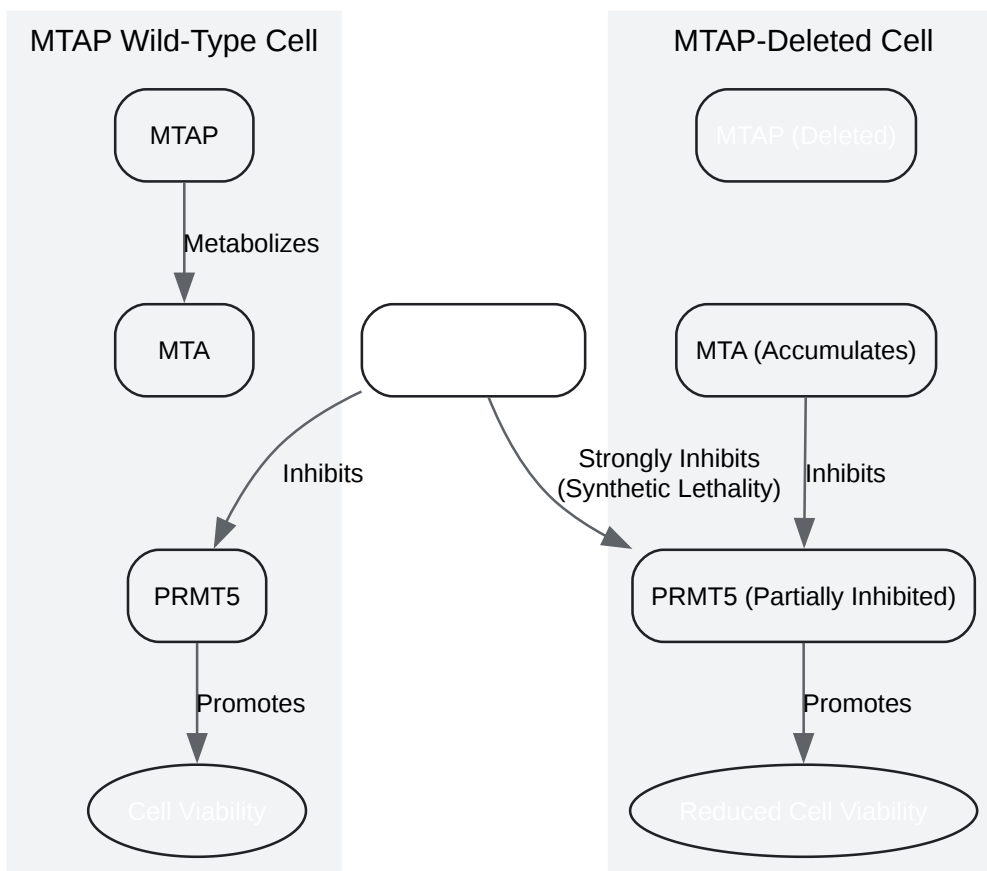 MTAP Wild-Type Cell
MTAP-Deleted Cell
MTAP
MTAP (Deleted)
Metabolizes
MTA
MTA (Accumulates)
Inhibits
Strongly Inhibits
(Synthetic Lethality)
Inhibits
PRMT5
PRMT5 (Partially Inhibited)
Promotes
Promotes
Cell Viability
Reduced Cell Viability